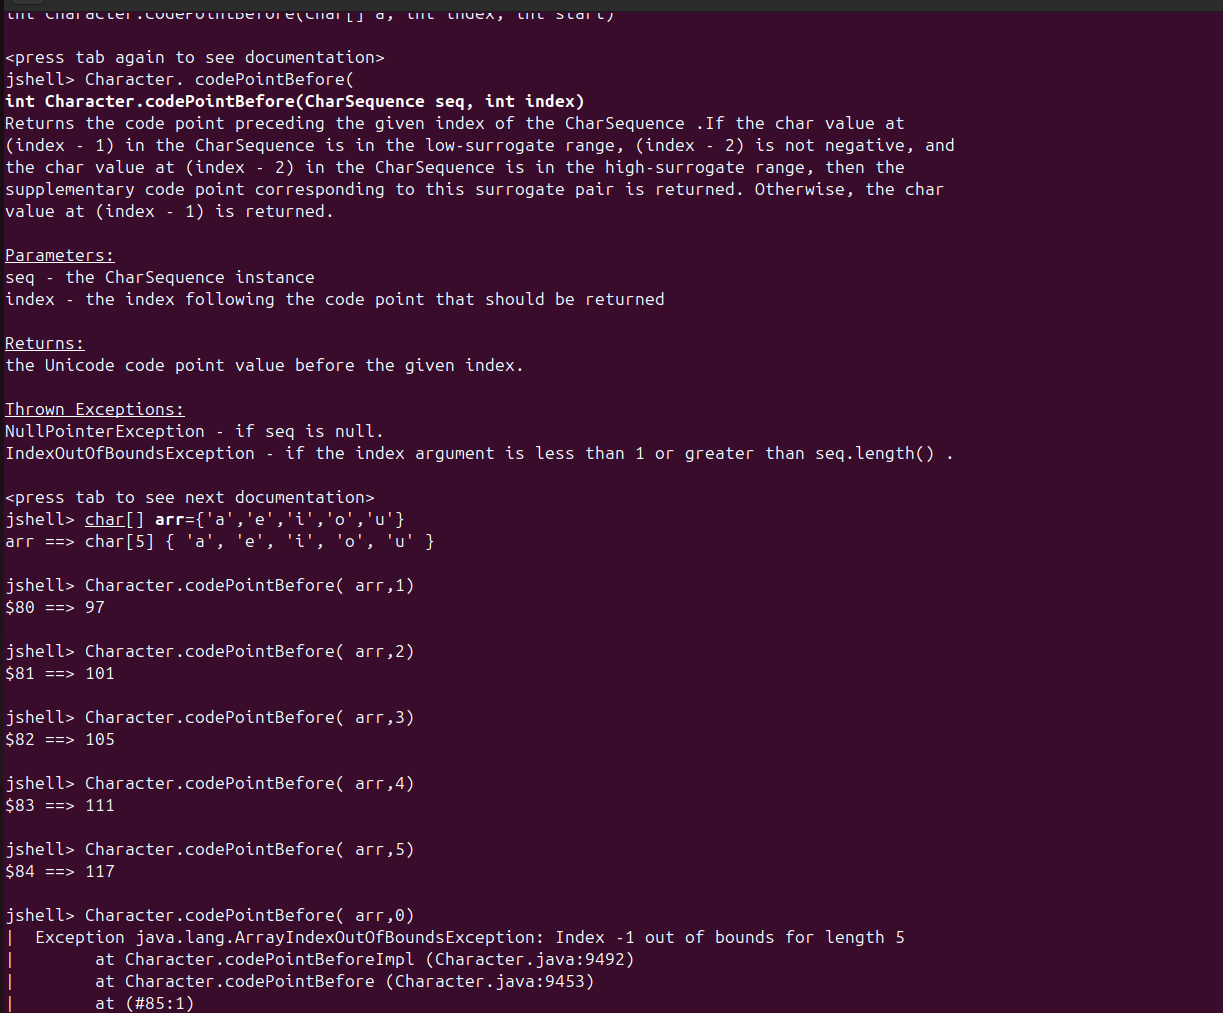 int Character.codePointBefore(char[] a, int index, int start)
<press tab again to see documentation>
jshell> Character. codePointBefore(
int Character.codePointBefore(CharSequence seq, int index)
Returns the code point preceding the given index of the CharSequence .If the char value at
(index - 1) in the CharSequence is in the low-surrogate range, (index - 2) is not negative, and
the char value at (index - 2) in the CharSequence is in the high-surrogate range, then the
supplementary code point corresponding to this surrogate pair is returned. Otherwise, the char
value at (index - 1) is returned.
Parameters:
seq - the CharSequence instance
index - the index following the code point that should be returned
Returns:
the Unicode code point value before the given index.
Thrown Exceptions:
NullPointerException - if seq is null.
IndexOutOfBoundsException - if the index argument is less than 1 or greater than seq.length() .
<press tab to see next documentation>
jshell> char[] arr={'a','e','i','o','u'}
arr ==> char[5] { 'a', 'e', 'i', 'o', 'u' }
jshell> Character.codePointBefore( arr,1)
$80 ==> 97
jshell> Character.codePointBefore( arr,2)
$81 ==> 101
jshell> Character.codePointBefore( arr,3)
$82 ==> 105
jshell> Character.codePointBefore( arr,4)
$83 ==> 111
jshell> Character.codePointBefore( arr,5)
$84 ==> 117
jshell> Character.codePointBefore( arr,0)
|  Exception java.lang.ArrayIndexOutOfBoundsException: Index -1 out of bounds for length 5
|        at Character.codePointBeforeImpl (Character.java:9492)
|        at Character.codePointBefore (Character.java:9453)
|        at (#85:1)